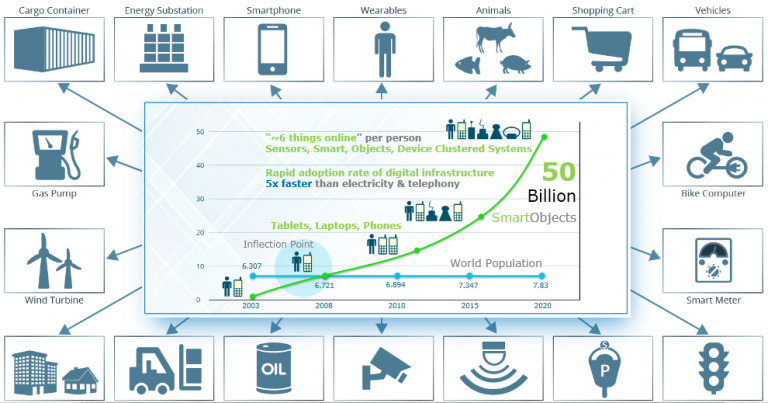 Cargo Container
Energy Substation
Smartphone
Wearables
Animals
Shopping Cart
Vehicles
Gas Pump
Wind Turbine
Bike Computer
Smart Meter
50
40
30
20
10
0
"~6 things online" per person
Sensors, Smart, Objects, Device Clustered Systems
Rapid adoption rate of digital infrastructure
5x faster than electricity & telephony
50
Billion
SmartObjects
Tablets, Laptops, Phones
Inflection Point
World Population
6.307
6.721
6.894
7.347
7.83
2003
2008
2010
2015
2020
OIL
S
P